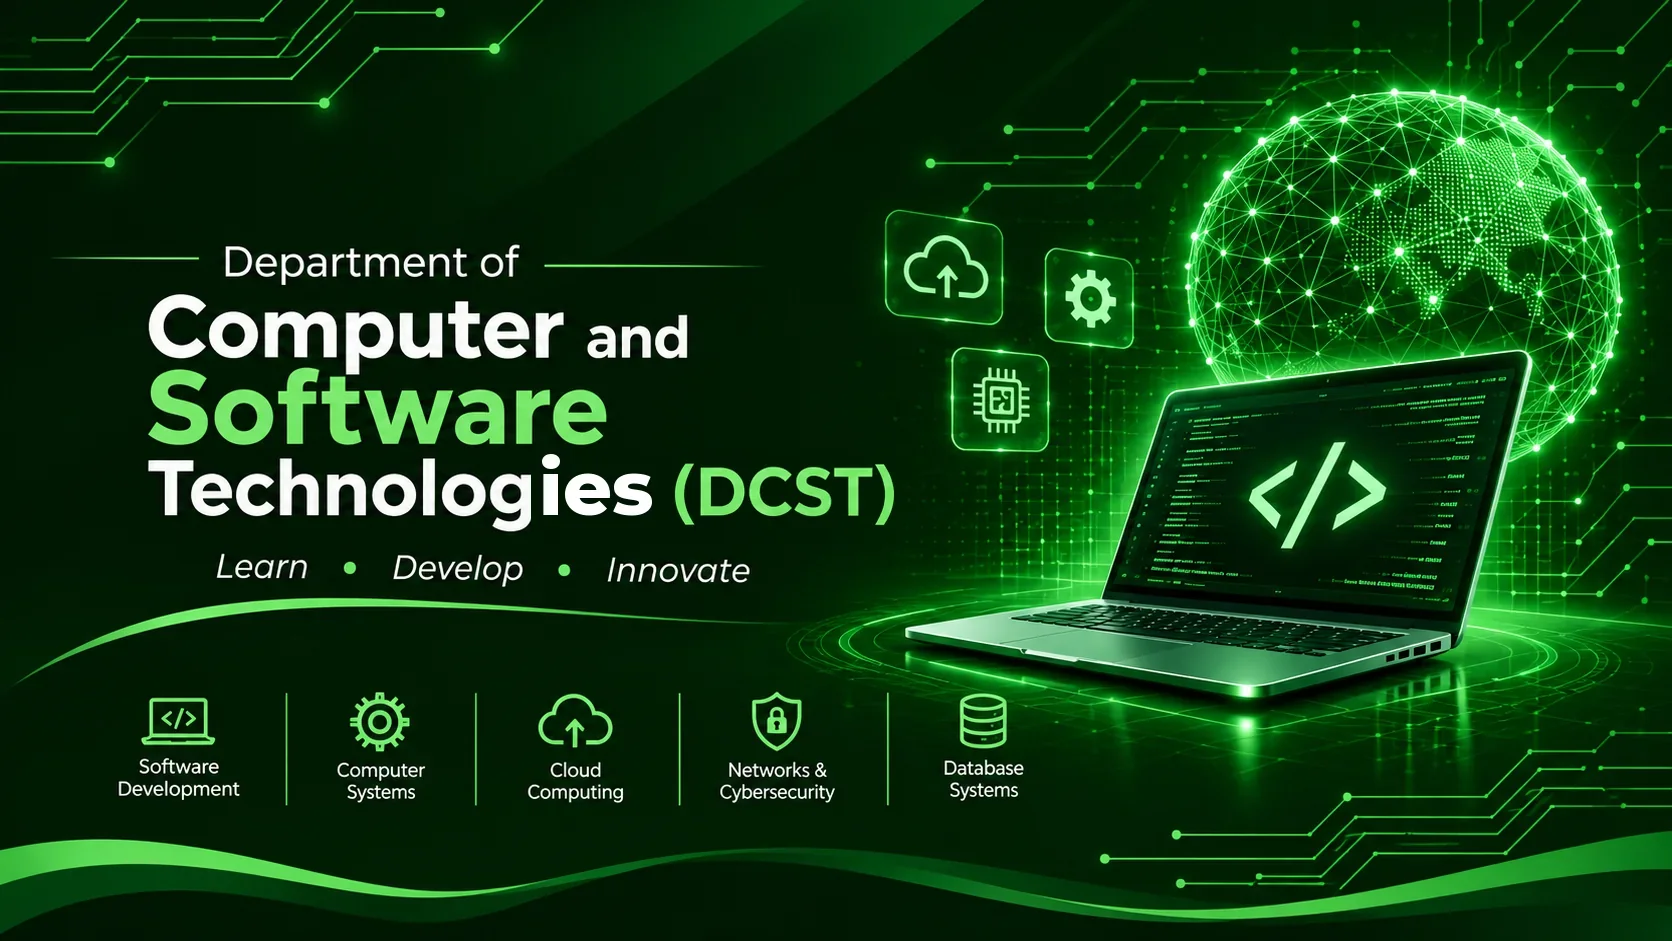 Department of
Computer and
Software
Technologies (DCST)
Learn • Develop • Innovate
</>
Software
Development
Computer
Systems
Cloud
Computing
Networks &
Cybersecurity
Database
Systems